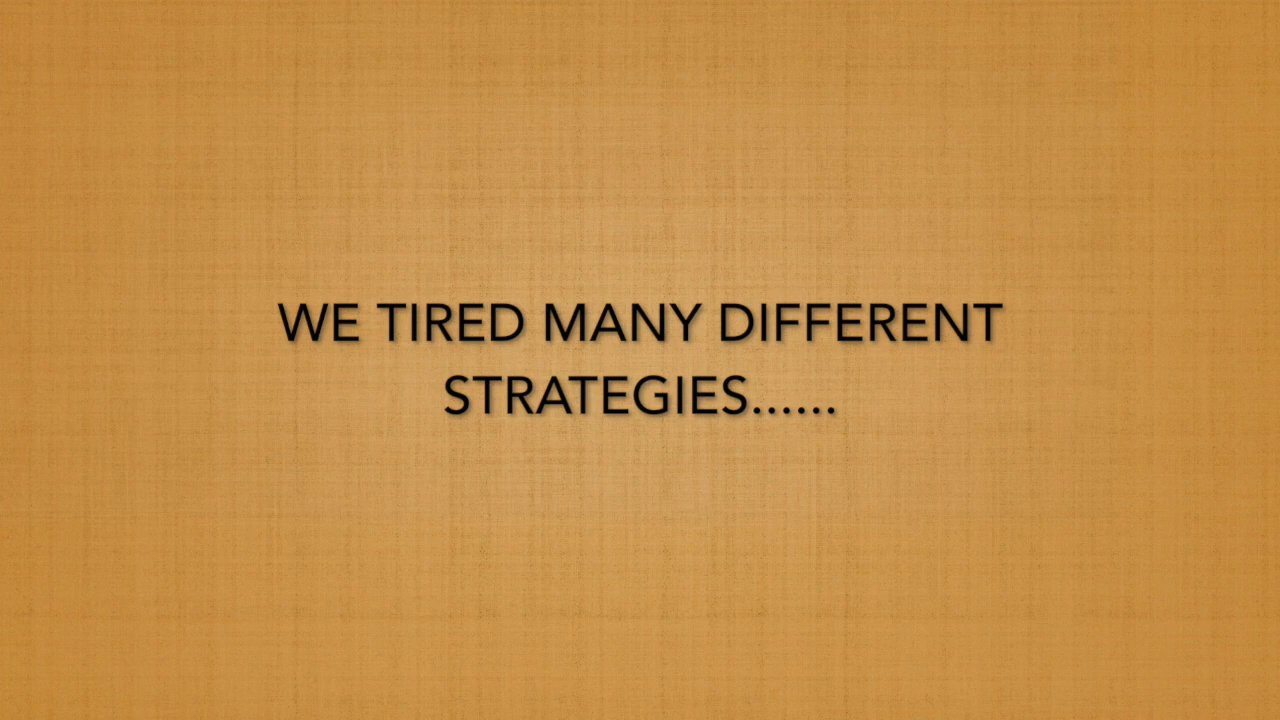 WE TIRED MANY DIFFERENT
STRATEGIES......